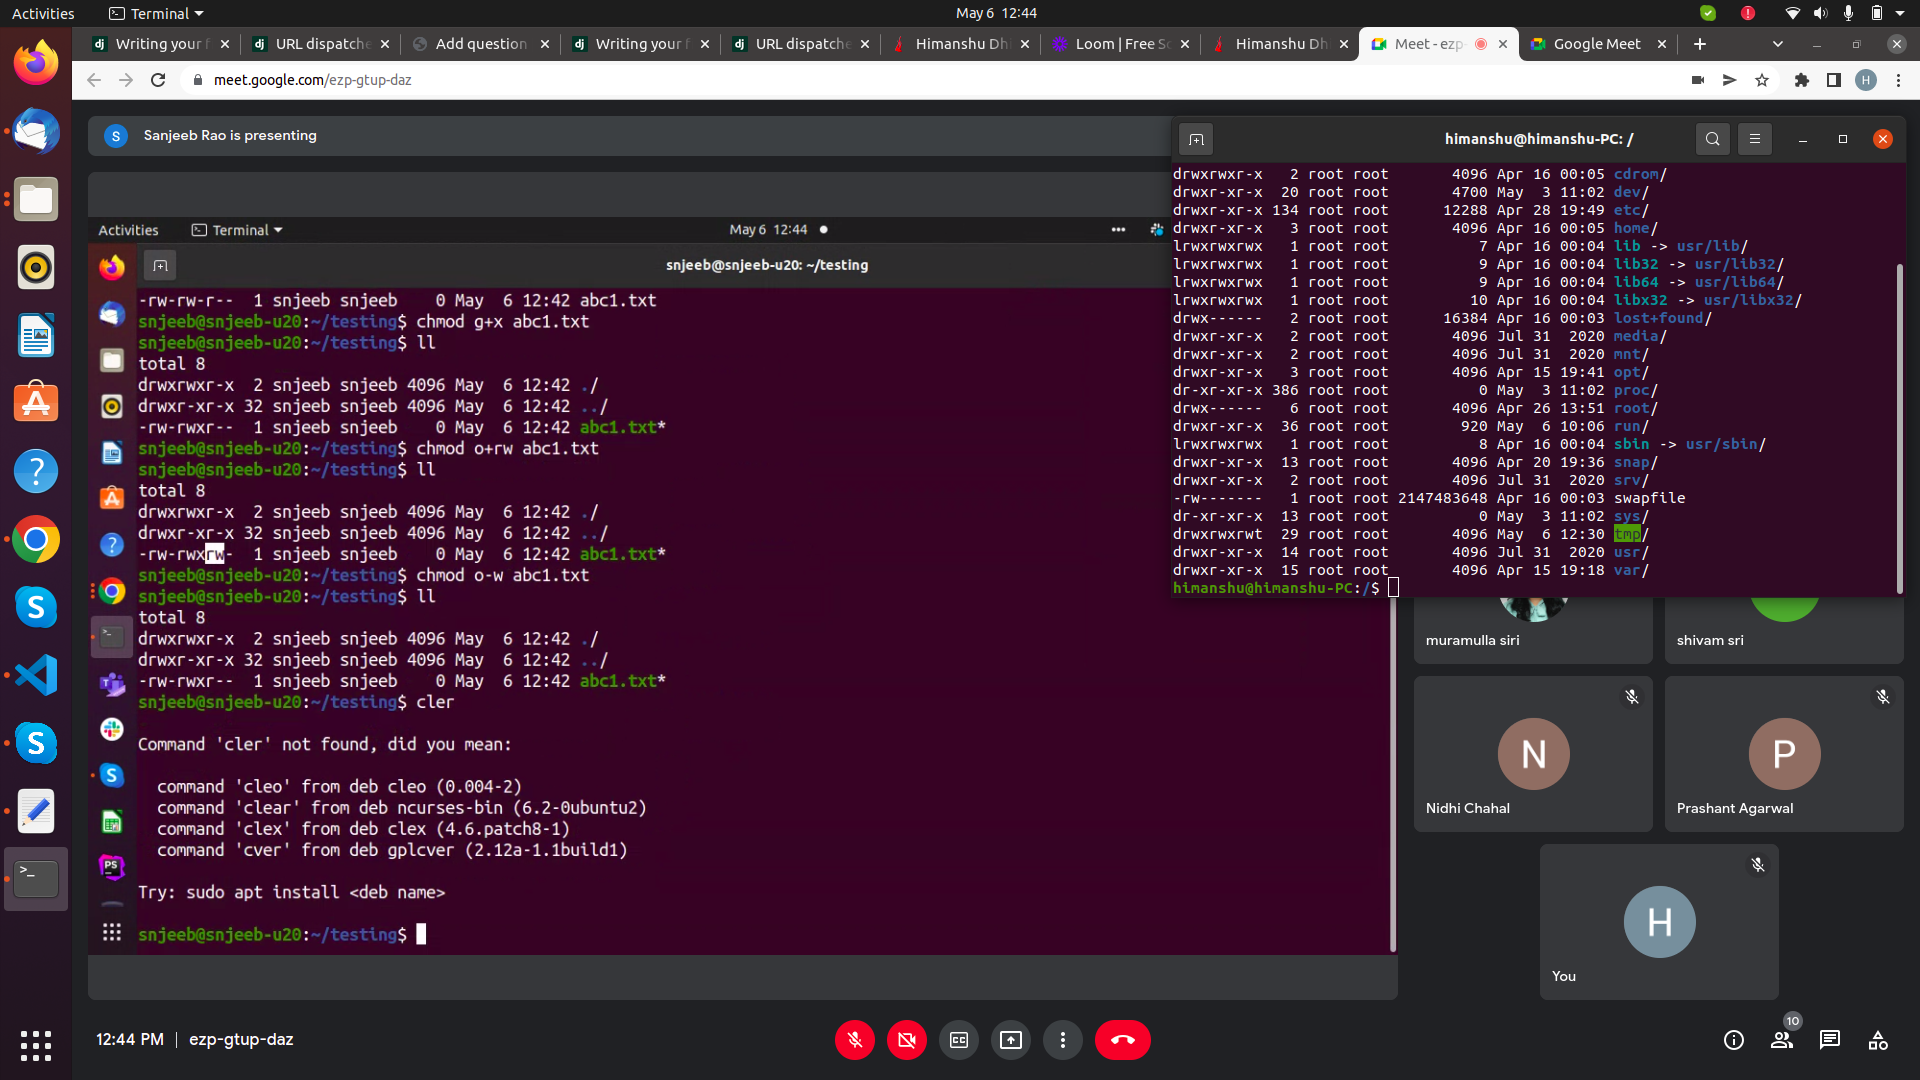 Activities Terminal May 6 12:44
Writing your f URL dispatche Add question Writing your f URL dispatche Himanshu Dh Loom | Free Sc Himanshu Dh Meet - ezp- Google Meet
meet.google.com/ezp-gtup-daz H
S Sanjeeb Rao is presenting
Activities Terminal May 6 12:44
snjeeb@snjeeb-u20: ~/testing
-rw-rw-r-- 1 snjeeb snjeeb 0 May 6 12:42 abc1.txt
snjeeb@snjeeb-u20:~/testing$ chmod g+x abc1.txt
snjeeb@snjeeb-u20:~/testing$ ll
total 8
drwxrwxr-x 2 snjeeb snjeeb 4096 May 6 12:42 ./
drwxr-xr-x 32 snjeeb snjeeb 4096 May 6 12:42 ../
-rw-rwxr-- 1 snjeeb snjeeb 0 May 6 12:42 abc1.txt*
snjeeb@snjeeb-u20:~/testing$ chmod o+rw abc1.txt
snjeeb@snjeeb-u20:~/testing$ ll
total 8
drwxrwxr-x 2 snjeeb snjeeb 4096 May 6 12:42 ./
drwxr-xr-x 32 snjeeb snjeeb 4096 May 6 12:42 ../
-rw-rwxrw- 1 snjeeb snjeeb 0 May 6 12:42 abc1.txt*
snjeeb@snjeeb-u20:~/testing$ chmod o-w abc1.txt
snjeeb@snjeeb-u20:~/testing$ ll
total 8
drwxrwxr-x 2 snjeeb snjeeb 4096 May 6 12:42 ./
drwxr-xr-x 32 snjeeb snjeeb 4096 May 6 12:42 ../
-rw-rwxr-- 1 snjeeb snjeeb 0 May 6 12:42 abc1.txt*
snjeeb@snjeeb-u20:~/testing$ cler
Command 'cler' not found, did you mean:
command 'cleo' from deb cleo (0.004-2)
command 'clear' from deb ncurses-bin (6.2-0ubuntu2)
command 'clex' from deb clex (4.6.patch8-1)
command 'cver' from deb gplcver (2.12a-1.1build1)
Try: sudo apt install <deb name>
snjeeb@snjeeb-u20:~/testing$
himanshu@himanshu-PC: /
drwxrwxr-x 2 root root 4096 Apr 16 00:05 cdrom/
drwxr-xr-x 20 root root 4700 May 3 11:02 dev/
drwxr-xr-x 134 root root 12288 Apr 28 19:49 etc/
drwxr-xr-x 3 root root 4096 Apr 16 00:05 home/
lrwxrwxrwx 1 root root 7 Apr 16 00:04 lib -> usr/lib/
lrwxrwxrwx 1 root root 9 Apr 16 00:04 lib32 -> usr/lib32/
lrwxrwxrwx 1 root root 9 Apr 16 00:04 lib64 -> usr/lib64/
lrwxrwxrwx 1 root root 10 Apr 16 00:04 libx32 -> usr/libx32/
drwx------ 2 root root 16384 Apr 16 00:03 lost+found/
drwxr-xr-x 2 root root 4096 Jul 31 2020 media/
drwxr-xr-x 2 root root 4096 Jul 31 2020 mnt/
drwxr-xr-x 3 root root 4096 Apr 15 19:41 opt/
dr-xr-xr-x 386 root root 0 May 3 11:02 proc/
drwx------ 6 root root 4096 Apr 26 13:51 root/
drwxr-xr-x 36 root root 920 May 6 10:06 run/
lrwxrwxrwx 1 root root 8 Apr 16 00:04 sbin -> usr/sbin/
drwxr-xr-x 13 root root 4096 Apr 20 19:36 snap/
drwxr-xr-x 2 root root 4096 Jul 31 2020 srv/
-rw------- 1 root root 2147483648 Apr 16 00:03 swapfile
dr-xr-xr-x 13 root root 0 May 3 11:02 sys/
drwxrwxrwt 29 root root 4096 May 6 12:30 tmp/
drwxr-xr-x 14 root root 4096 Jul 31 2020 usr/
drwxr-xr-x 15 root root 4096 Apr 15 19:18 var/
himanshu@himanshu-PC:/$
muramulla siri shivam sri
N P
Nidhi Chahal Prashant Agarwal
H
You
12:44 PM | ezp-gtup-daz
10